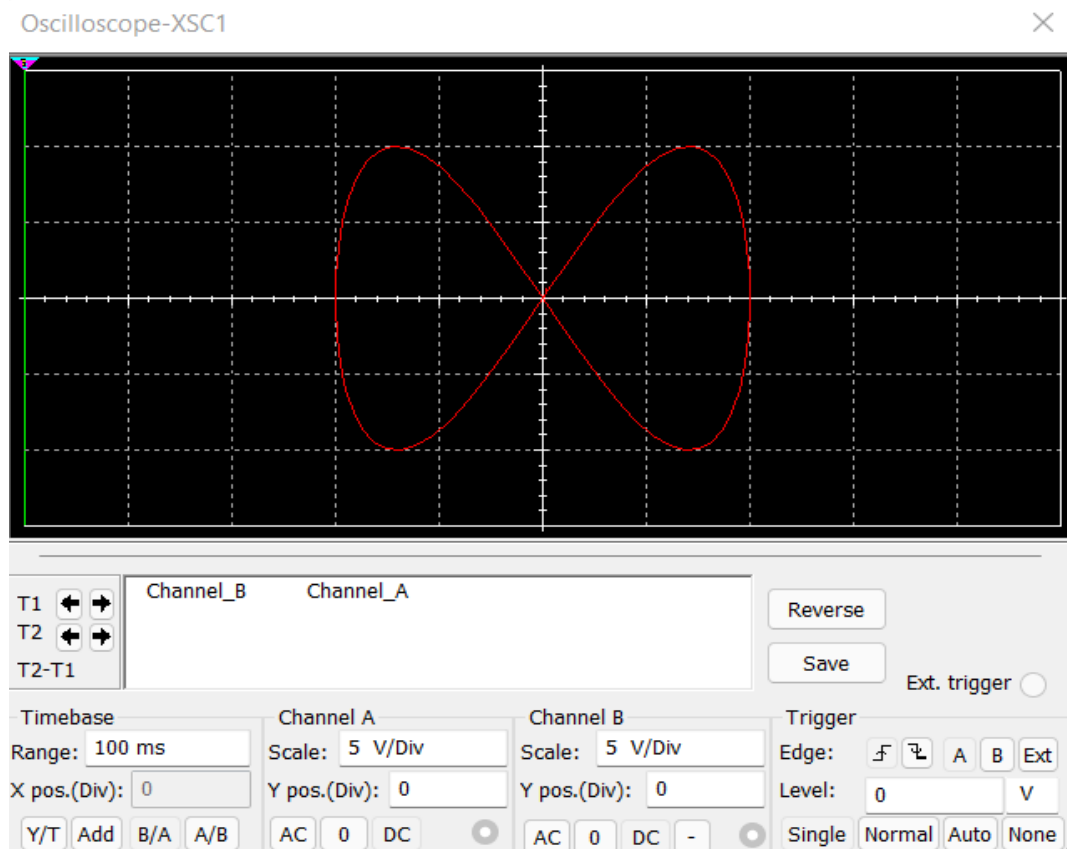 Oscilloscope-XSC1
Channel_B Channel_A
T1
T2
T2-T1
Reverse
Save
Ext. trigger
Timebase Channel A Channel B Trigger
Range: 100 ms Scale: 5 V/Div Scale: 5 V/Div Edge: A B Ext
X pos.(Div): 0 Y pos.(Div): 0 Y pos.(Div): 0 Level: 0 V
Y/T Add B/A A/B AC 0 DC AC 0 DC - Single Normal Auto None